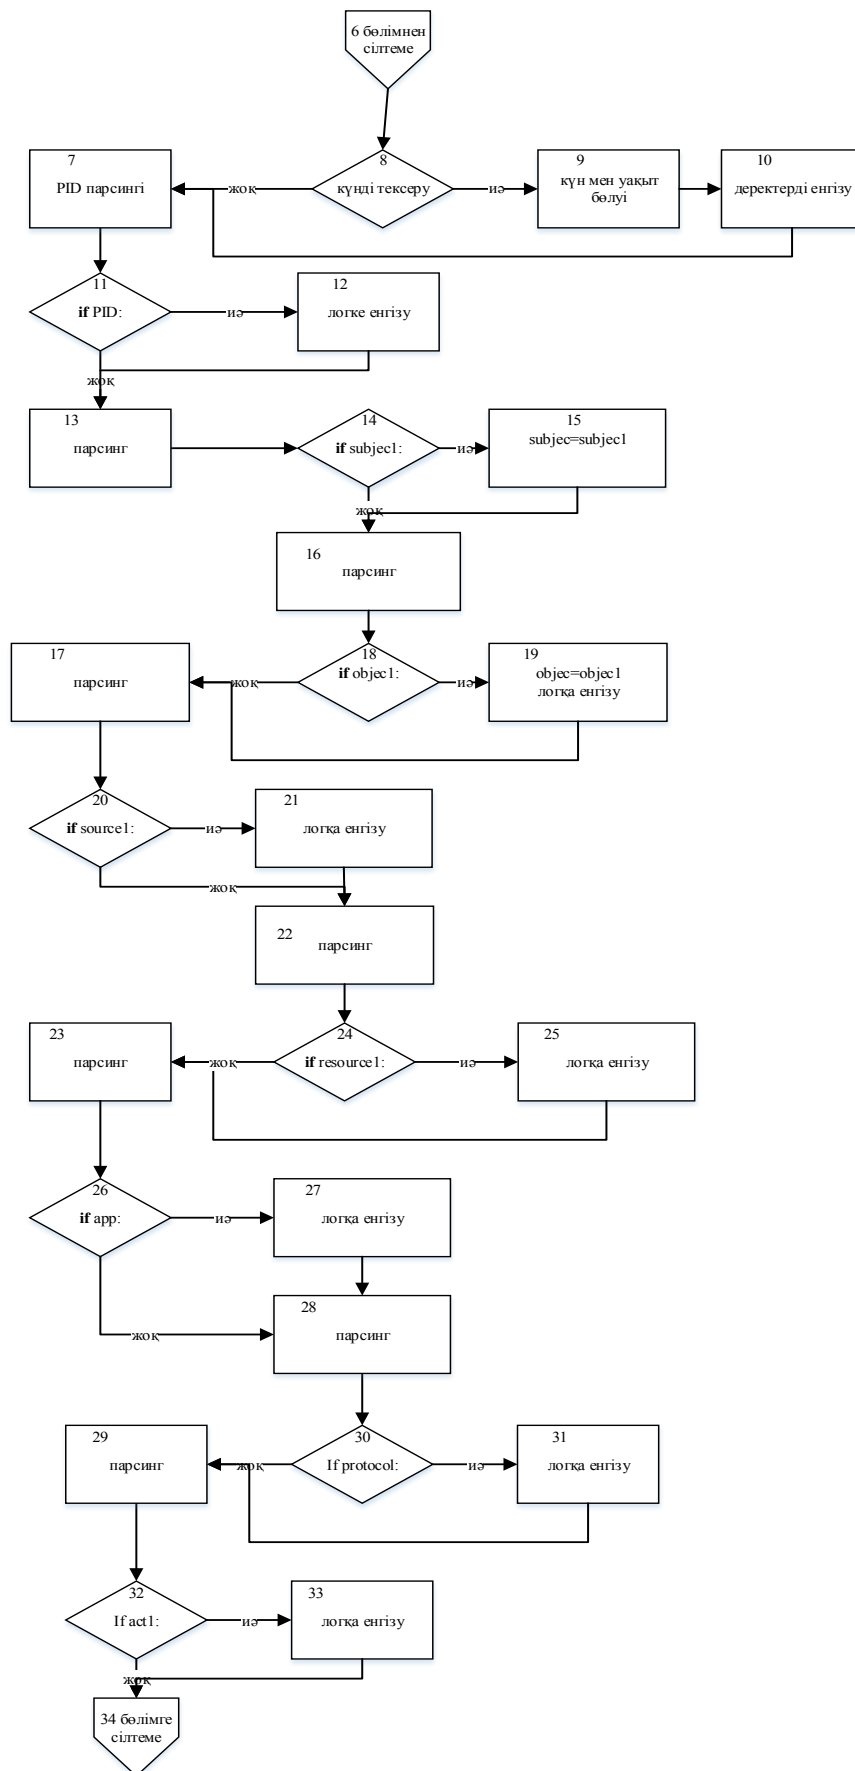 6 бөлімнен
сілтеме
7
PID парсингі
жоқ
8
күнді тексеру
иә
9
күн мен уақыт
бөлуі
10
деректерді енгізу
11
if PID:
иә
12
логке енгізу
жоқ
13
парсинг
14
if subjec1:
иә
15
subjec=subjec1
жоқ
16
парсинг
17
парсинг
жоқ
18
if objec1:
иә
19
objec=objec1
логқа енгізу
20
if source1:
иә
21
логқа енгізу
жоқ
22
парсинг
23
парсинг
жоқ
24
if resource1:
иә
25
логқа енгізу
26
if app:
иә
27
логқа енгізу
жоқ
28
парсинг
29
парсинг
жоқ
30
If protocol:
иә
31
логқа енгізу
32
If act1:
иә
33
логқа енгізу
жоқ
34 бөлімге
сілтеме